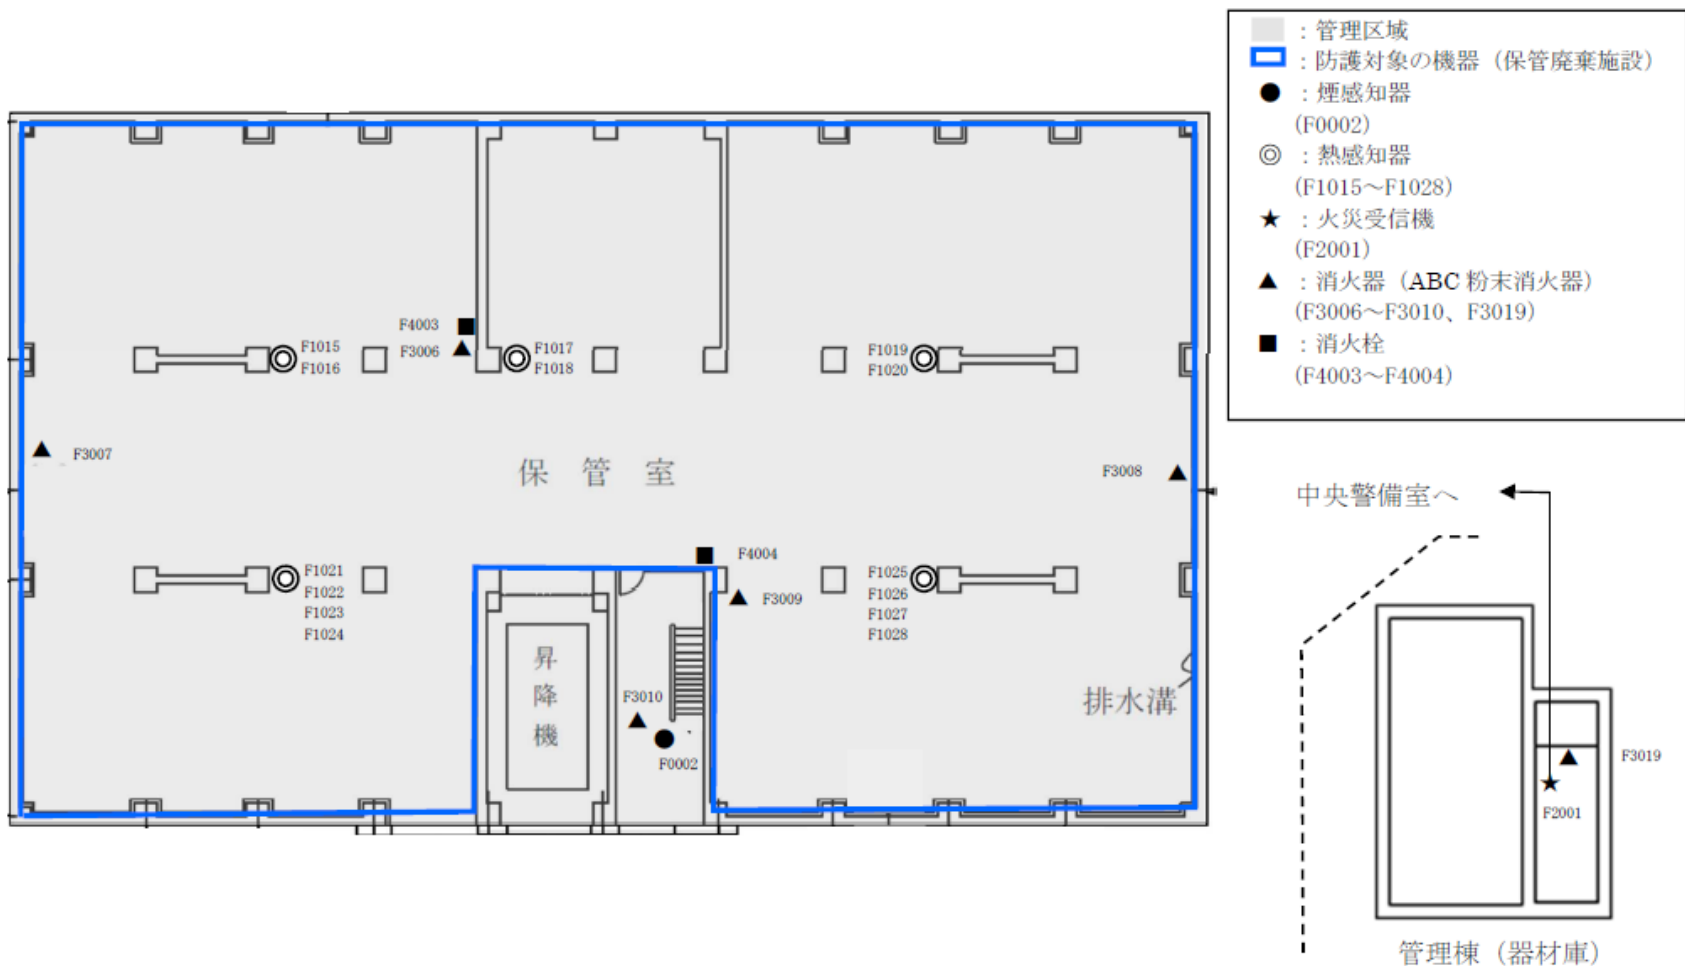 ：管理区域
：防護対象の機器（保管廃棄施設）
：煙感知器
(F0002)
：熱感知器
(F1015～F1028)
：火災受信機
(F2001)
：消火器（ABC 粉末消火器）
(F3006～F3010、F3019)
：消火栓
(F4003～F4004)
F4003
F3006
F1015
F1016
F1017
F1018
F1019
F1020
F3007
保管室
F3008
F4004
F3009
F1021
F1022
F1023
F1024
F1025
F1026
F1027
F1028
昇降機
F3010
F0002
排水溝
中央警備室へ
F3019
F2001
管理棟（器材庫）